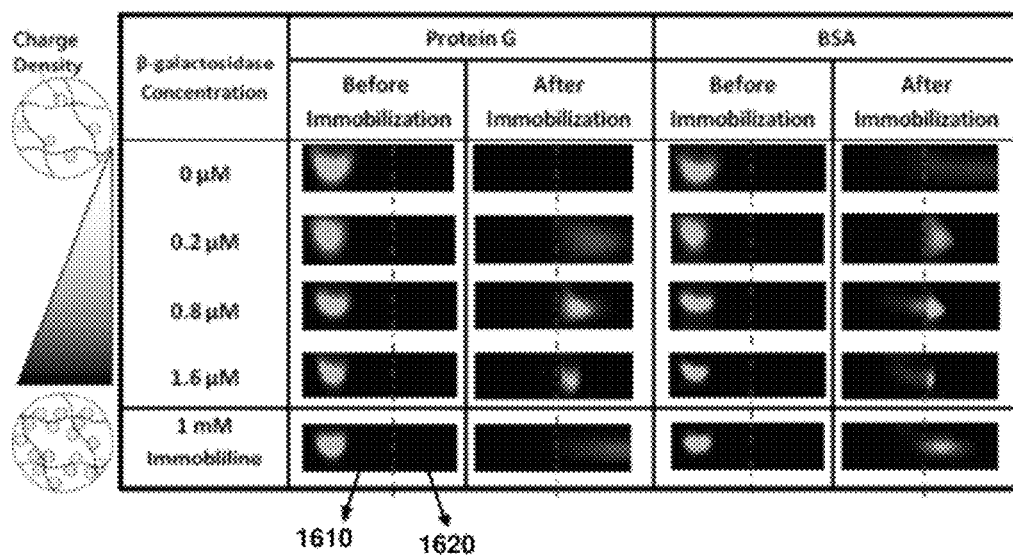 Charge
Density
β-galactosidase
Concentration
Protein G
BSA
Before
Immobilization
After
Immobilization
Before
Immobilization
After
Immobilization
0 μM
0.2 μM
0.8 μM
1.6 μM
1 mM
Immobliline
1610
1620